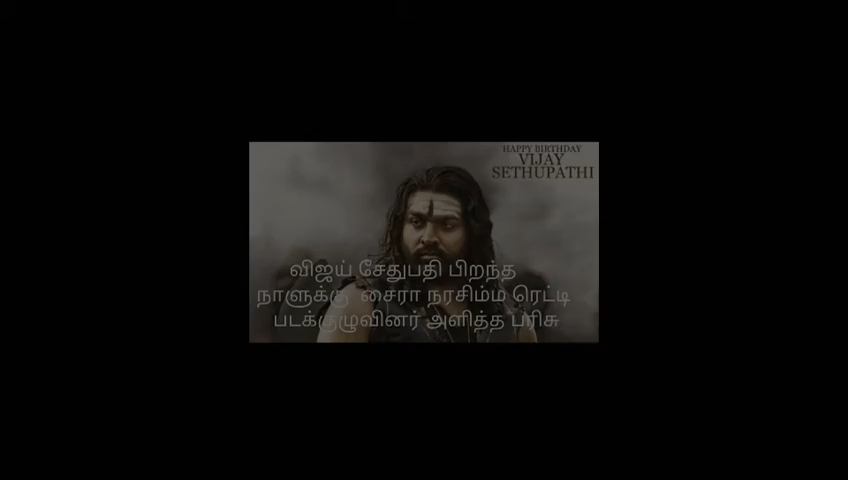 HAPPY BIRTHDAY
VIJAY
SETHUPATHI
விஜய் சேதுபதி பிறந்த
நாளுக்கு சைரா நரசிம்ம ரெட்டி
படக்குழுவினர் அளித்த பரிசு